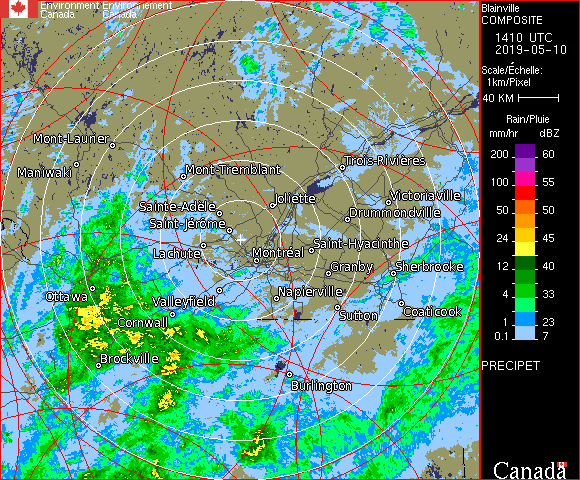 Environment Environnement
Canada Canada
Blainville
COMPOSITE
1410 UTC
2019-05-10
Scale/Échelle:
1km/Pixel
40 KM
Rain/Pluie
mm/hr dBZ
200 60
100 55
50 50
24 45
12 40
4 33
1 23
0.1 7
PRECIPET
Canada
Mont-Laurier
Maniwaki
Mont-Tremblant
Trois-Rivières
Sainte-Adèle
Joliette
Victoriaville
Drummondville
Saint-Jérôme
Lachute
Montréal
Saint-Hyacinthe
Granby
Sherbrooke
Ottawa
Valleyfield
Napierville
Cornwall
Sutton
Coaticook
Brockville
Burlington